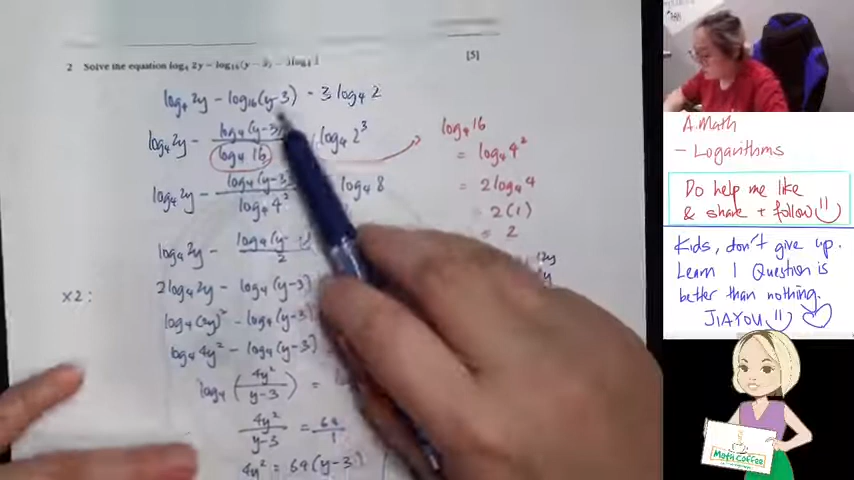 [5]
2 Solve the equation log₄ 2y − log₁₆(y − 3) = 3 log₄ 2
log₄ 2y − log₁₆(y−3) = 3 log₄ 2
log₄ 2y − log₄(y−3) / log₄ 16 log₄ 2³
log₄ 2y − log₄(y−3) / log₄ 4² log₄ 8
log₄ 2y − log₄(y− / 2
x2: 2log₄ 2y − log₄(y−3)
log₄(2y)² − log₄(y−3)
log₄ 4y² − log₄(y−3)
log₄ (4y² / y−3) =
4y² / y−3 = 64 / 1
4y² = 64(y−3)
log₄ 16
= log₄ 4²
= 2log₄ 4
= 2(1)
= 2
A.Math
- Logarithms
Do help me like
& share + follow
Kids, don't give up.
Learn 1 Question is
better than nothing.
JIAYOU
Math Coffee